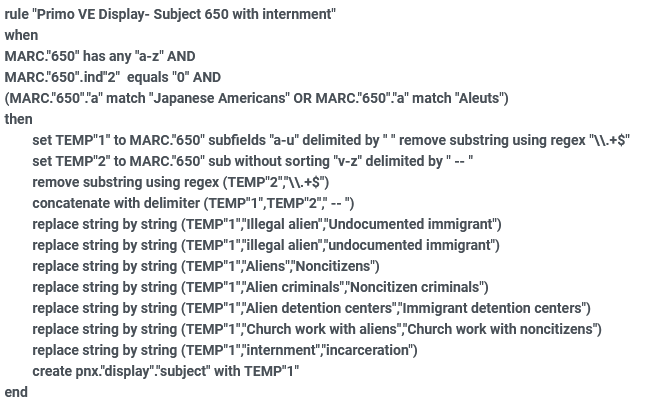 rule "Primo VE Display- Subject 650 with internment"
when
MARC."650" has any "a-z" AND
MARC."650".ind"2"  equals "0" AND
(MARC."650"."a" match "Japanese Americans" OR MARC."650"."a" match "Aleuts")
then
set TEMP"1" to MARC."650" subfields "a-u" delimited by " " remove substring using regex "\\.+$"
set TEMP"2" to MARC."650" sub without sorting "v-z" delimited by " -- "
remove substring using regex (TEMP"2","\\.+$")
concatenate with delimiter (TEMP"1",TEMP"2"," -- ")
replace string by string (TEMP"1","Illegal alien","Undocumented immigrant")
replace string by string (TEMP"1","illegal alien","undocumented immigrant")
replace string by string (TEMP"1","Aliens","Noncitizens")
replace string by string (TEMP"1","Alien criminals","Noncitizen criminals")
replace string by string (TEMP"1","Alien detention centers","Immigrant detention centers")
replace string by string (TEMP"1","Church work with aliens","Church work with noncitizens")
replace string by string (TEMP"1","internment","incarceration")
create pnx."display"."subject" with TEMP"1"
end